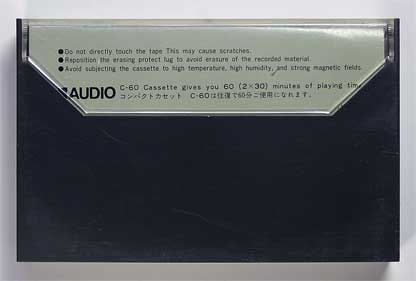 ●Do not directly touch the tape This may cause scratches.
●Reposition the erasing protect lug to avoid erasure of the recorded material.
●Avoid subjecting the cassette to high temperature, high humidity, and strong magnetic fields.
AUDIO C-60 Cassette gives you 60 (2×30) minutes of playing time
コンパクトカセット C-60は往復で60分ご使用になれます。